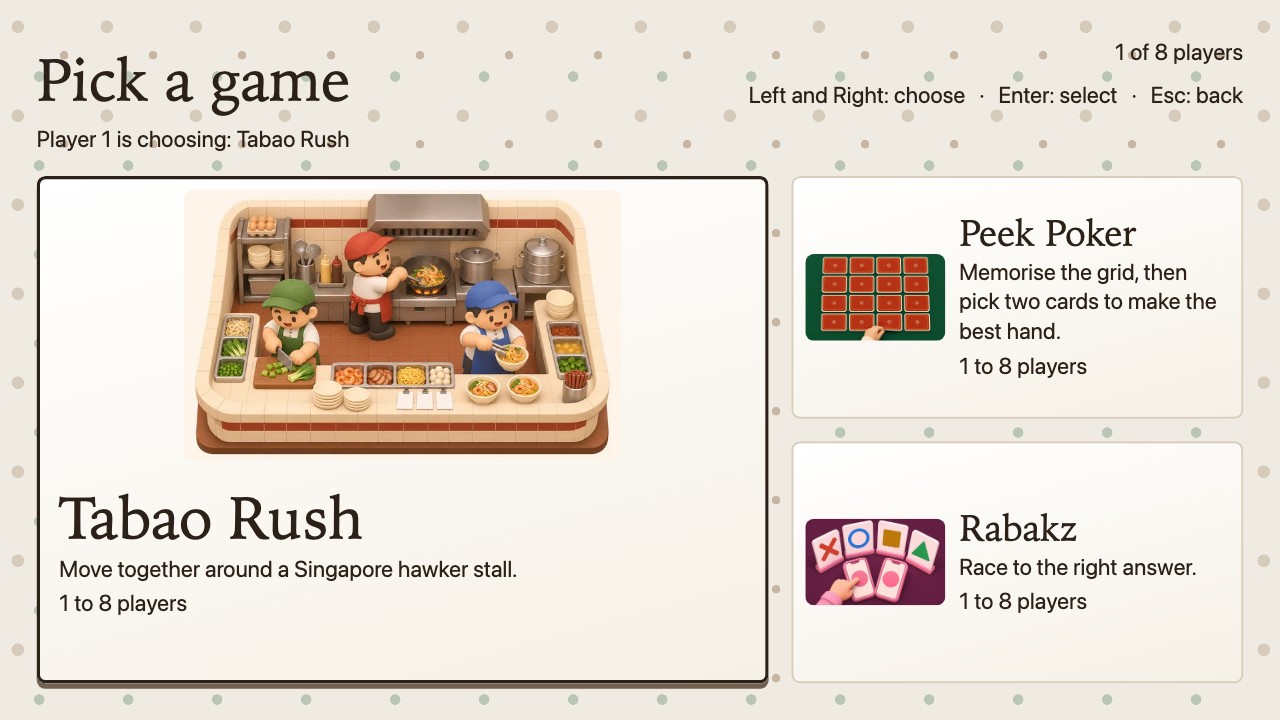 Pick a game
Player 1 is choosing: Tabao Rush
1 of 8 players
Left and Right: choose · Enter: select · Esc: back
Tabao Rush
Move together around a Singapore hawker stall.
1 to 8 players
Peek Poker
Memorise the grid, then
pick two cards to make the
best hand.
1 to 8 players
Rabakz
Race to the right answer.
1 to 8 players